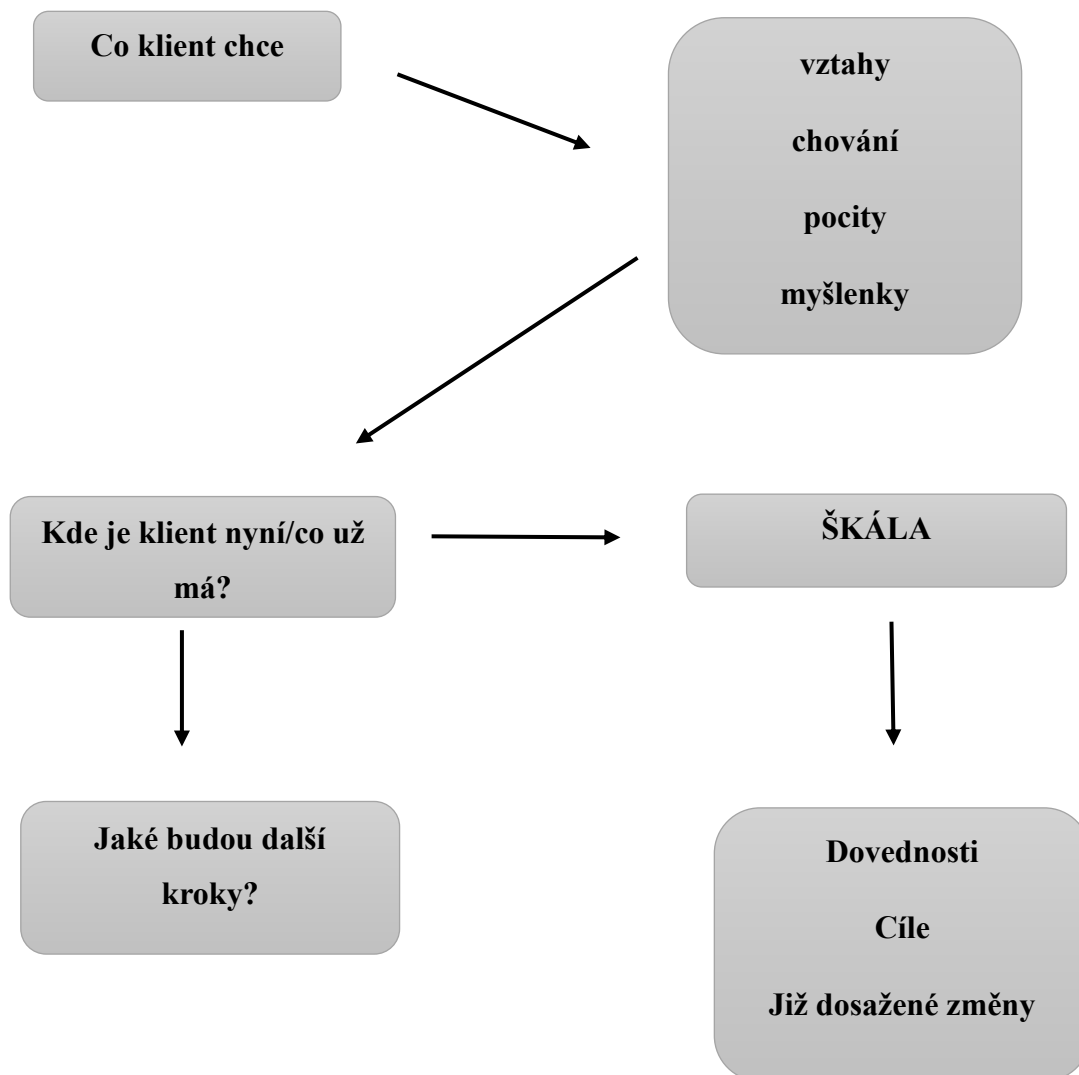 Co klient chce
vztahy
chování
pocity
myšlenky
Kde je klient nyní/co už
má?
ŠKÁLA
Jaké budou další
kroky?
Dovednosti
Cíle
Již dosažené změny